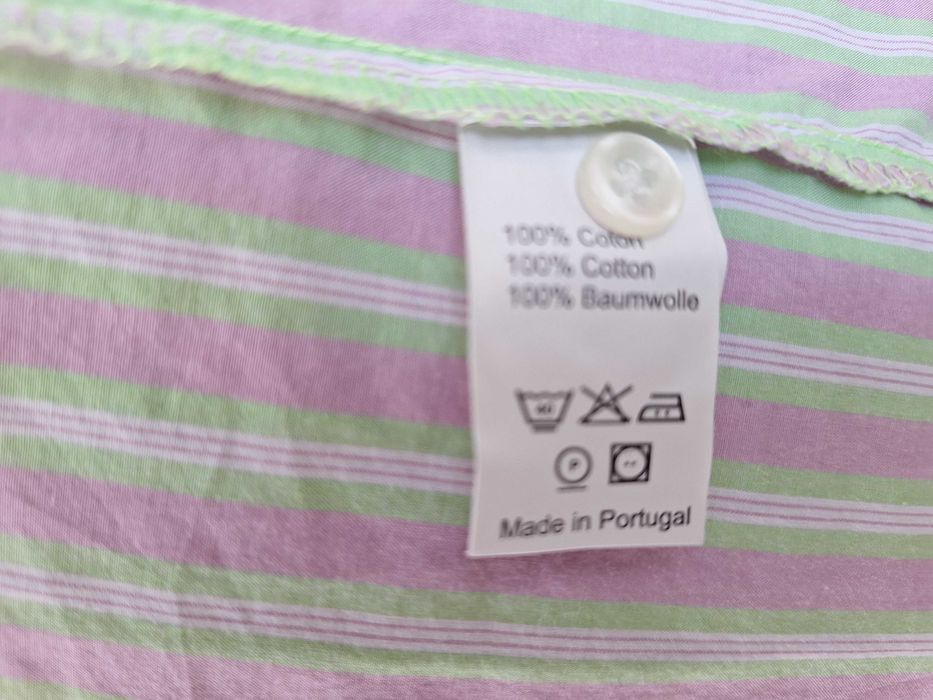 100% Coton
100% Cotton
100% Baumwolle
P
Made in Portugal